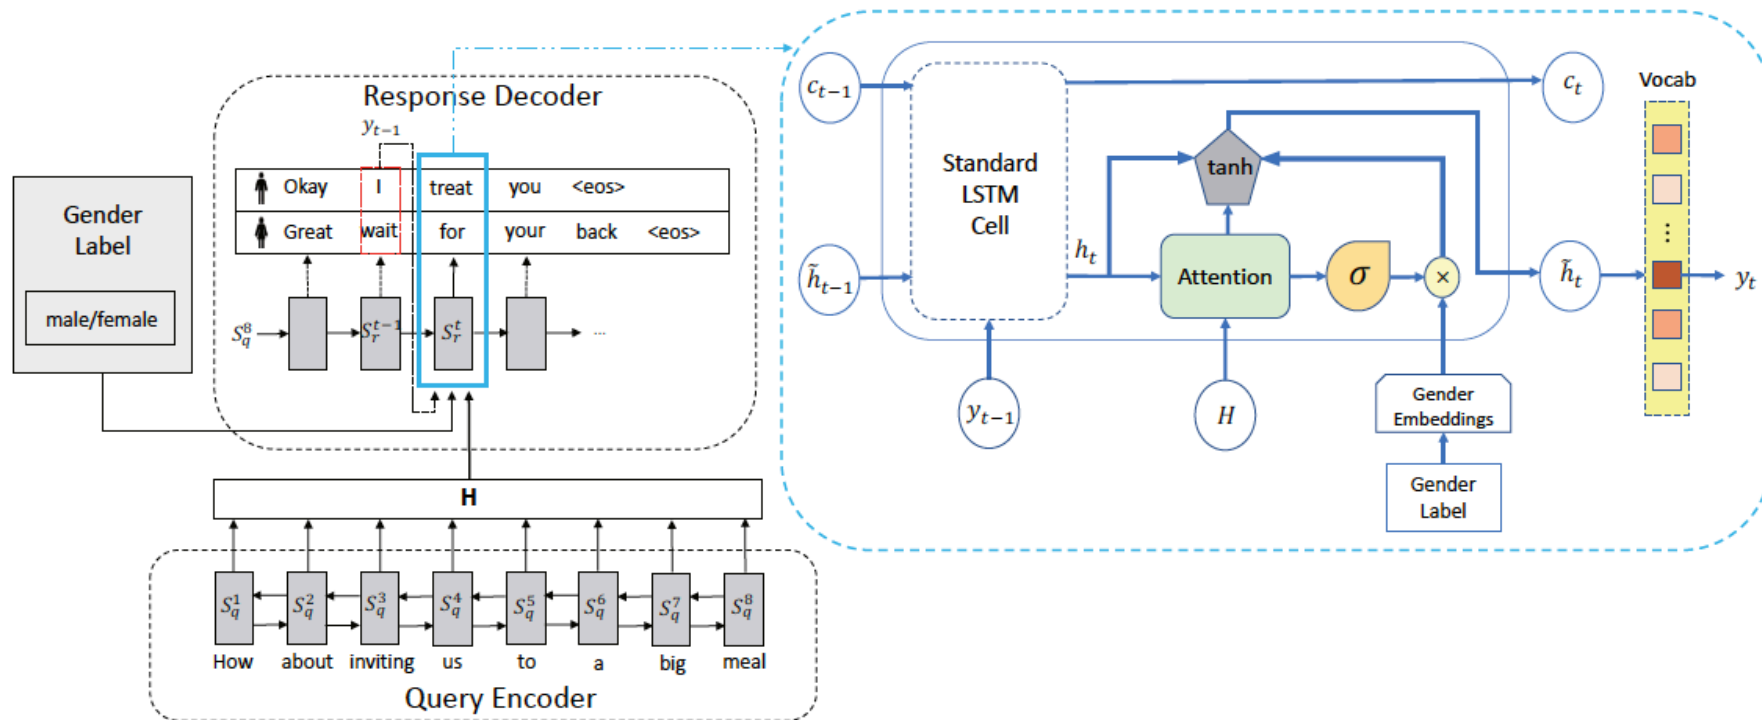 Response Decoder
y_{t−1}
Okay I treat you <eos>
Great wait for your back <eos>
Gender
Label
male/female
S_q^8 S_r^{t−1} S_r^t ...
H
S_q^1 S_q^2 S_q^3 S_q^4 S_q^5 S_q^6 S_q^7 S_q^8
How about inviting us to a big meal
Query Encoder
c_{t−1}
c_t
Vocab
Standard
LSTM
Cell
tanh
h_t
h̃_{t−1}
Attention
σ
×
h̃_t
⋮
y_t
y_{t−1}
H
Gender
Embeddings
Gender
Label